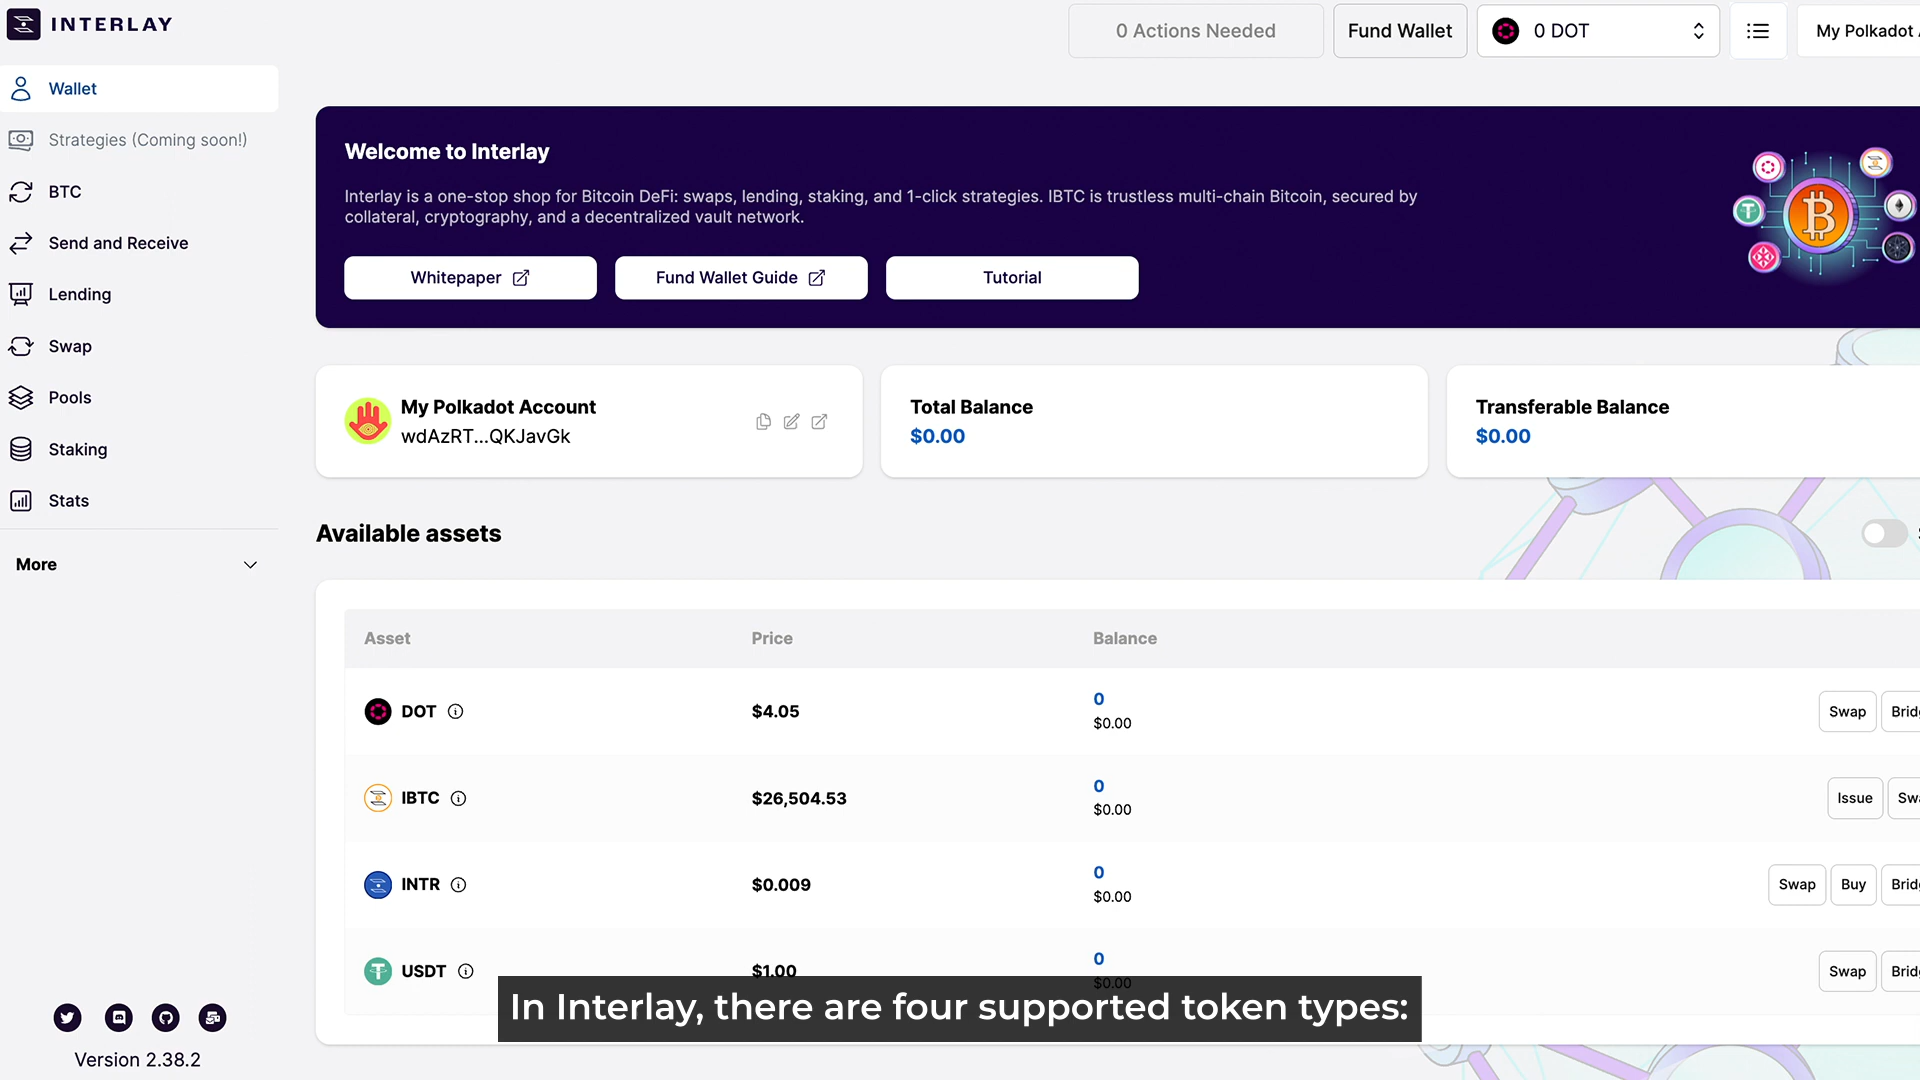 INTERLAY
0 Actions Needed
Fund Wallet
0 DOT
My Polkadot
Wallet
Strategies (Coming soon!)
BTC
Send and Receive
Lending
Swap
Pools
Staking
Stats
More
Welcome to Interlay
Interlay is a one-stop shop for Bitcoin DeFi: swaps, lending, staking, and 1-click strategies. IBTC is trustless multi-chain Bitcoin, secured by
collateral, cryptography, and a decentralized vault network.
Whitepaper
Fund Wallet Guide
Tutorial
My Polkadot Account
wdAzRT...QKJavGk
Total Balance
$0.00
Transferable Balance
$0.00
Available assets
Asset Price Balance
DOT $4.05 0
$0.00
Swap
IBTC $26,504.53 0
$0.00
Issue
INTR $0.009 0
$0.00
Swap Buy
USDT $1.00 0
$0.00
Swap
In Interlay, there are four supported token types:
Version 2.38.2